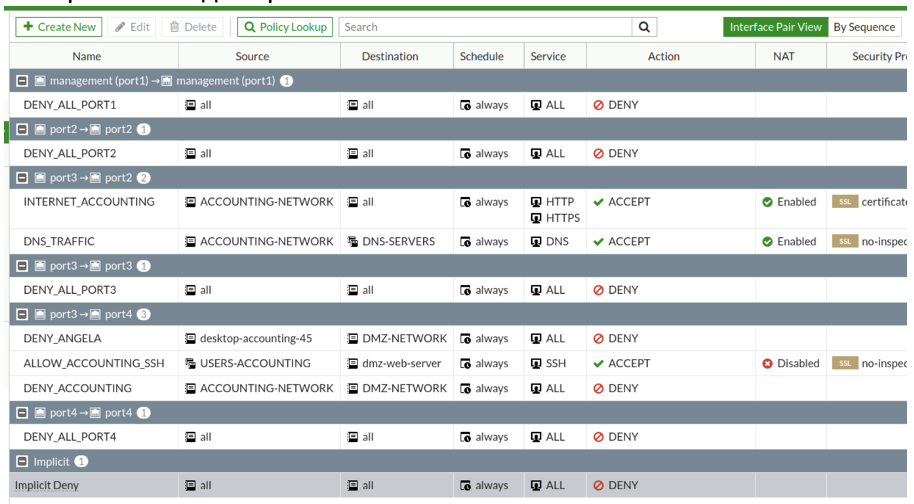 Create New Edit Delete Policy Lookup Search Interface Pair View By Sequence
Name Source Destination Schedule Service Action NAT Security Pr
management (port1) → management (port1) 1
DENY_ALL_PORT1 all all always ALL DENY
port2 → port2 1
DENY_ALL_PORT2 all all always ALL DENY
port3 → port2 2
INTERNET_ACCOUNTING ACCOUNTING-NETWORK all always HTTP ACCEPT Enabled SSL certificat
HTTPS
DNS_TRAFFIC ACCOUNTING-NETWORK DNS-SERVERS always DNS ACCEPT Enabled SSL no-inspec
port3 → port3 1
DENY_ALL_PORT3 all all always ALL DENY
port3 → port4 3
DENY_ANGELA desktop-accounting-45 DMZ-NETWORK always ALL DENY
ALLOW_ACCOUNTING_SSH USERS-ACCOUNTING dmz-web-server always SSH ACCEPT Disabled SSL no-inspec
DENY_ACCOUNTING ACCOUNTING-NETWORK DMZ-NETWORK always ALL DENY
port4 → port4 1
DENY_ALL_PORT4 all all always ALL DENY
Implicit 1
Implicit Deny all all always ALL DENY